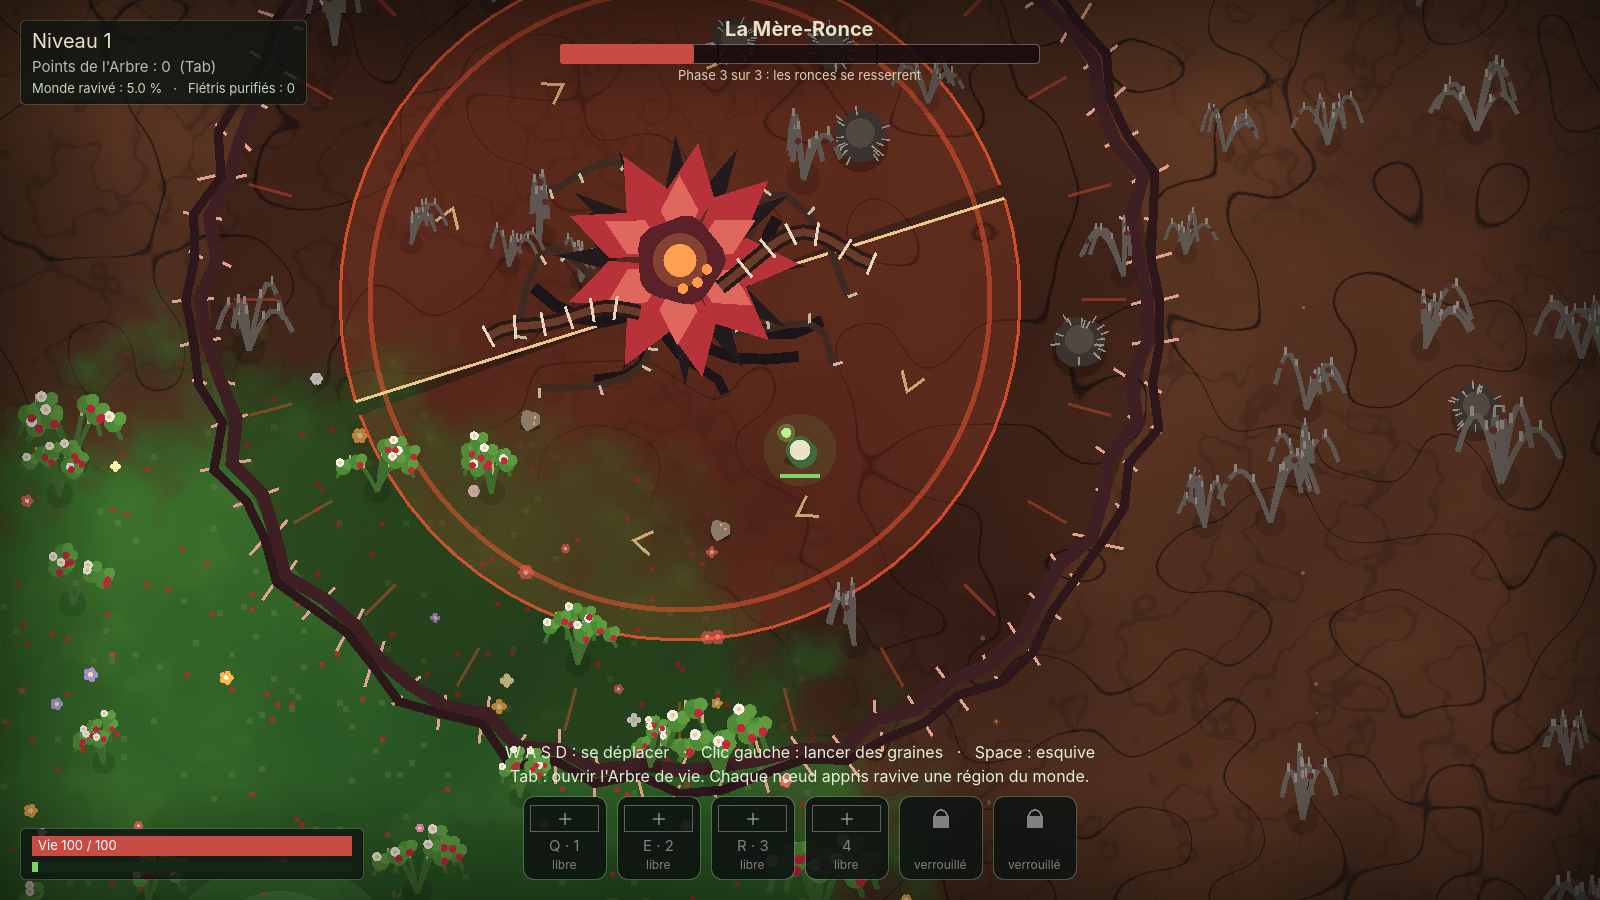 Niveau 1
Points de l'Arbre : 0 (Tab)
Monde ravivé : 5.0 % · Flétris purifiés : 0
La Mère-Ronce
Phase 3 sur 3 : les ronces se resserrent
W A S D : se déplacer · Clic gauche : lancer des graines · Space : esquive
Tab : ouvrir l'Arbre de vie. Chaque nœud appris ravive une région du monde.
Vie 100 / 100
+ + + +
Q · 1 E · 2 R · 3 4
libre libre libre libre verrouillé verrouillé